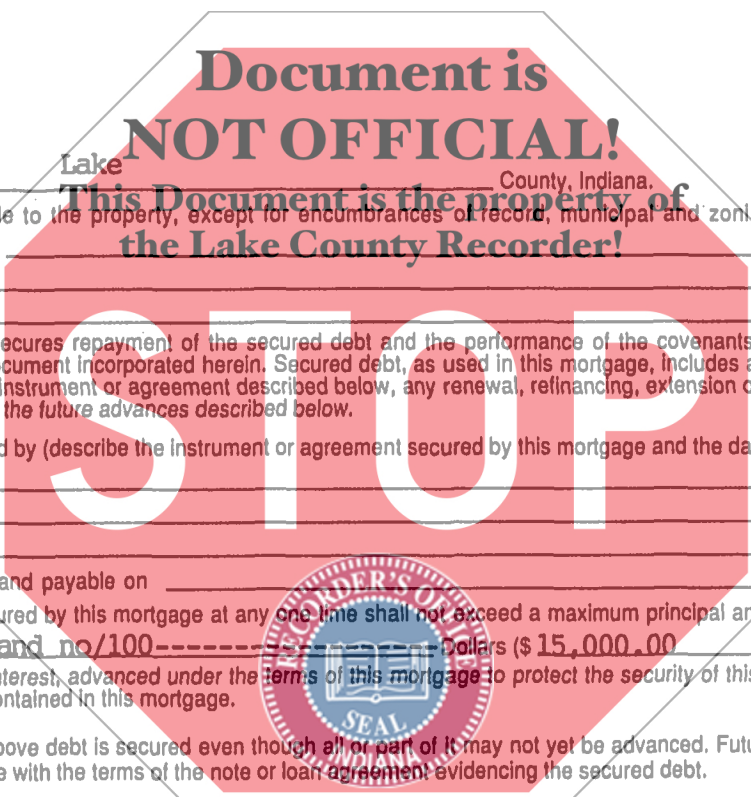 Document is
NOT OFFICIAL!
Lake
County, Indiana.
This Document is the property of
le to the property, except for encumbrances of record, municipal and zoni
the Lake County Recorder!
STOP
ecures repayment of the secured debt and the performance of the covenants
cument incorporated herein. Secured debt, as used in this mortgage, includes a
instrument or agreement described below, any renewal, refinancing, extension o
the future advances described below.
d by (describe the instrument or agreement secured by this mortgage and the da
and payable on
ured by this mortgage at any one time shall not exceed a maximum principal am
and no/100------------------------Dollars ($ 15,000.00
nterest, advanced under the terms of this mortgage to protect the security of this
ontained in this mortgage.
RECORDER'S OFFICE
SEAL
INDIANA
bove debt is secured even though all or part of it may not yet be advanced. Futu
e with the terms of the note or loan agreement evidencing the secured debt.